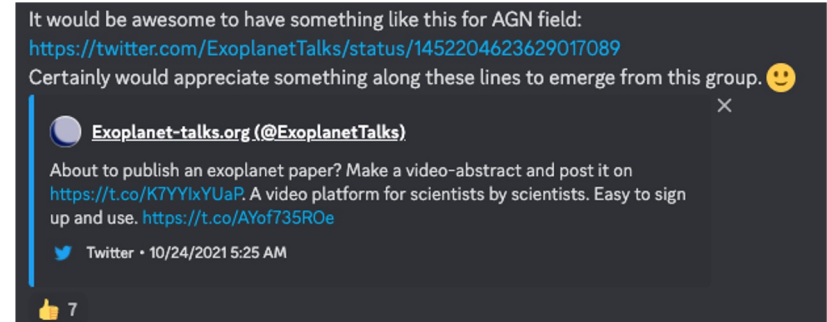 It would be awesome to have something like this for AGN field:
https://twitter.com/ExoplanetTalks/status/1452204623629017089
Certainly would appreciate something along these lines to emerge from this group. 🙂
Exoplanet-talks.org (@ExoplanetTalks)
About to publish an exoplanet paper? Make a video-abstract and post it on
https://t.co/K7YYIxYUaP. A video platform for scientists by scientists. Easy to sign
up and use. https://t.co/AYof735ROe
Twitter • 10/24/2021 5:25 AM
👍 7